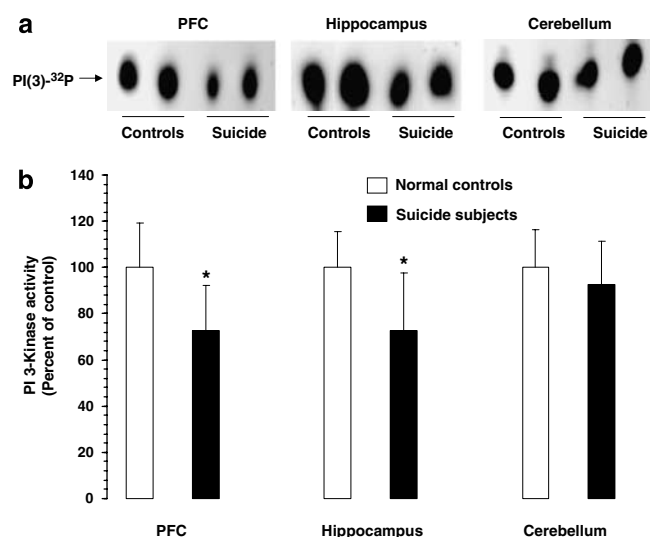 a
PFC Hippocampus Cerebellum
PI(3)-³²P
Controls Suicide Controls Suicide Controls Suicide
b
140
120
100
80
60
40
20
0
PI 3-Kinase activity
(Percent of control)
Normal controls
Suicide subjects
* *
PFC Hippocampus Cerebellum